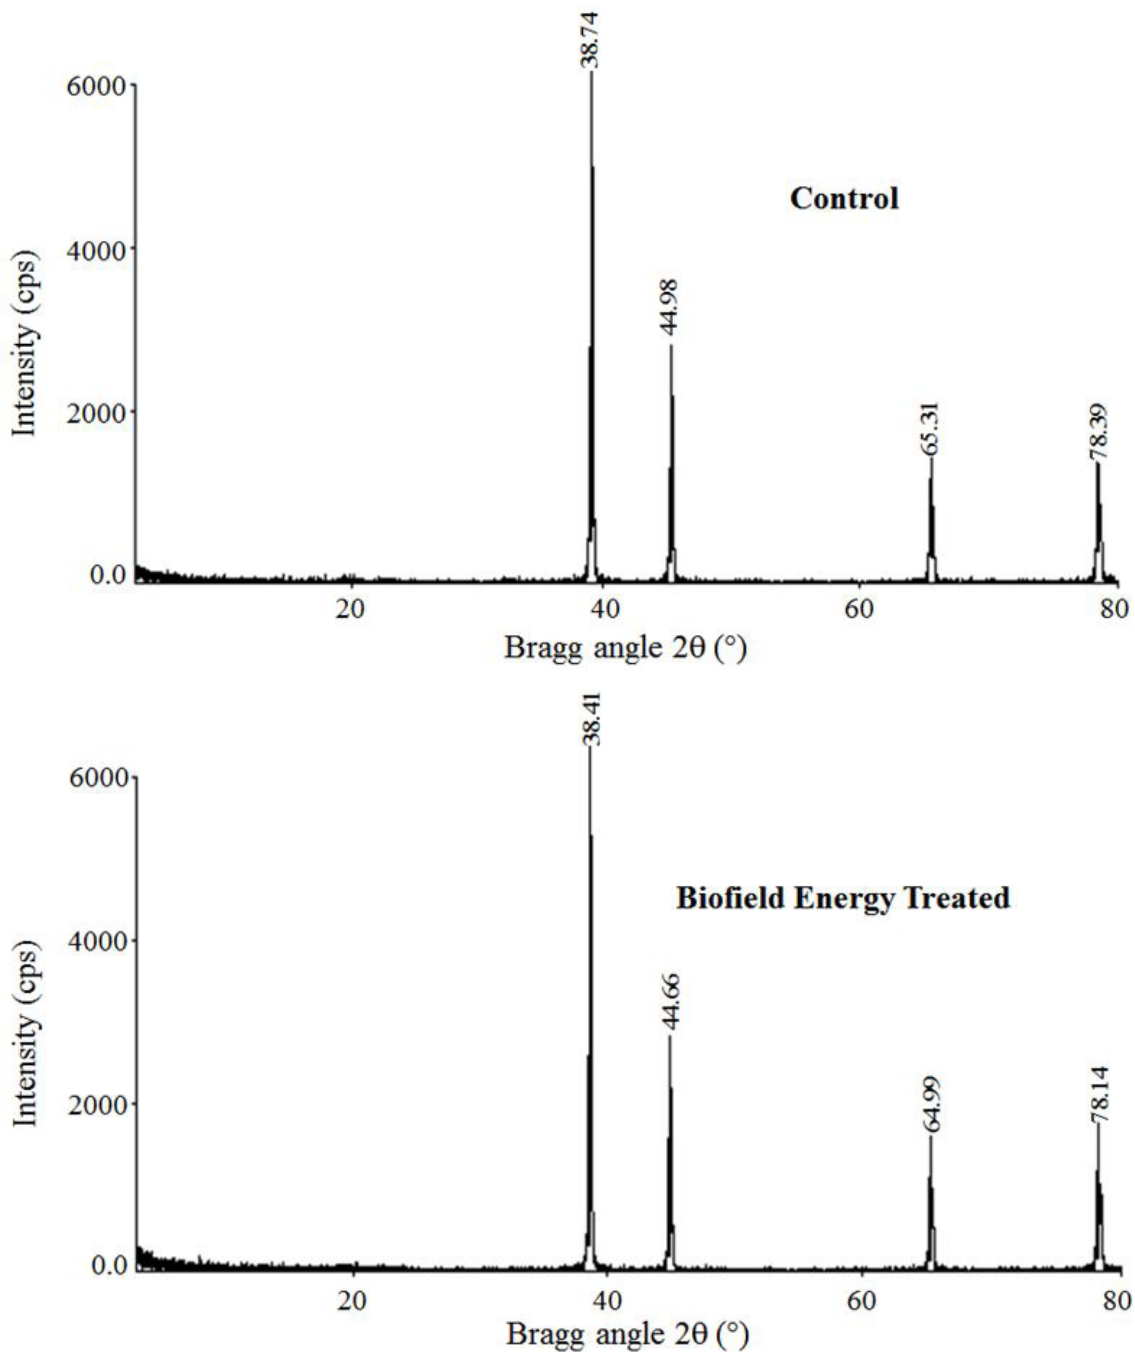 38.74
6000
Control
4000
Intensity (cps)
44.98
2000
65.31
78.39
0.0
20 40 60 80
Bragg angle 2θ (°)
38.41
6000
Biofield Energy Treated
4000
Intensity (cps)
44.66
2000
64.99
78.14
0.0
20 40 60 80
Bragg angle 2θ (°)